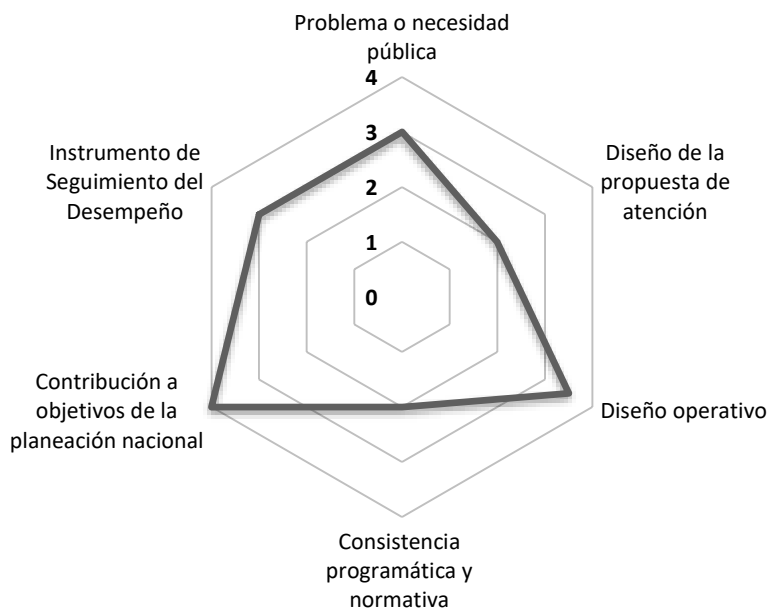 Problema o necesidad
pública
4
3
2
1
0
Diseño de la
propuesta de
atención
Diseño operativo
Consistencia
programática y
normativa
Contribución a
objetivos de la
planeación nacional
Instrumento de
Seguimiento del
Desempeño